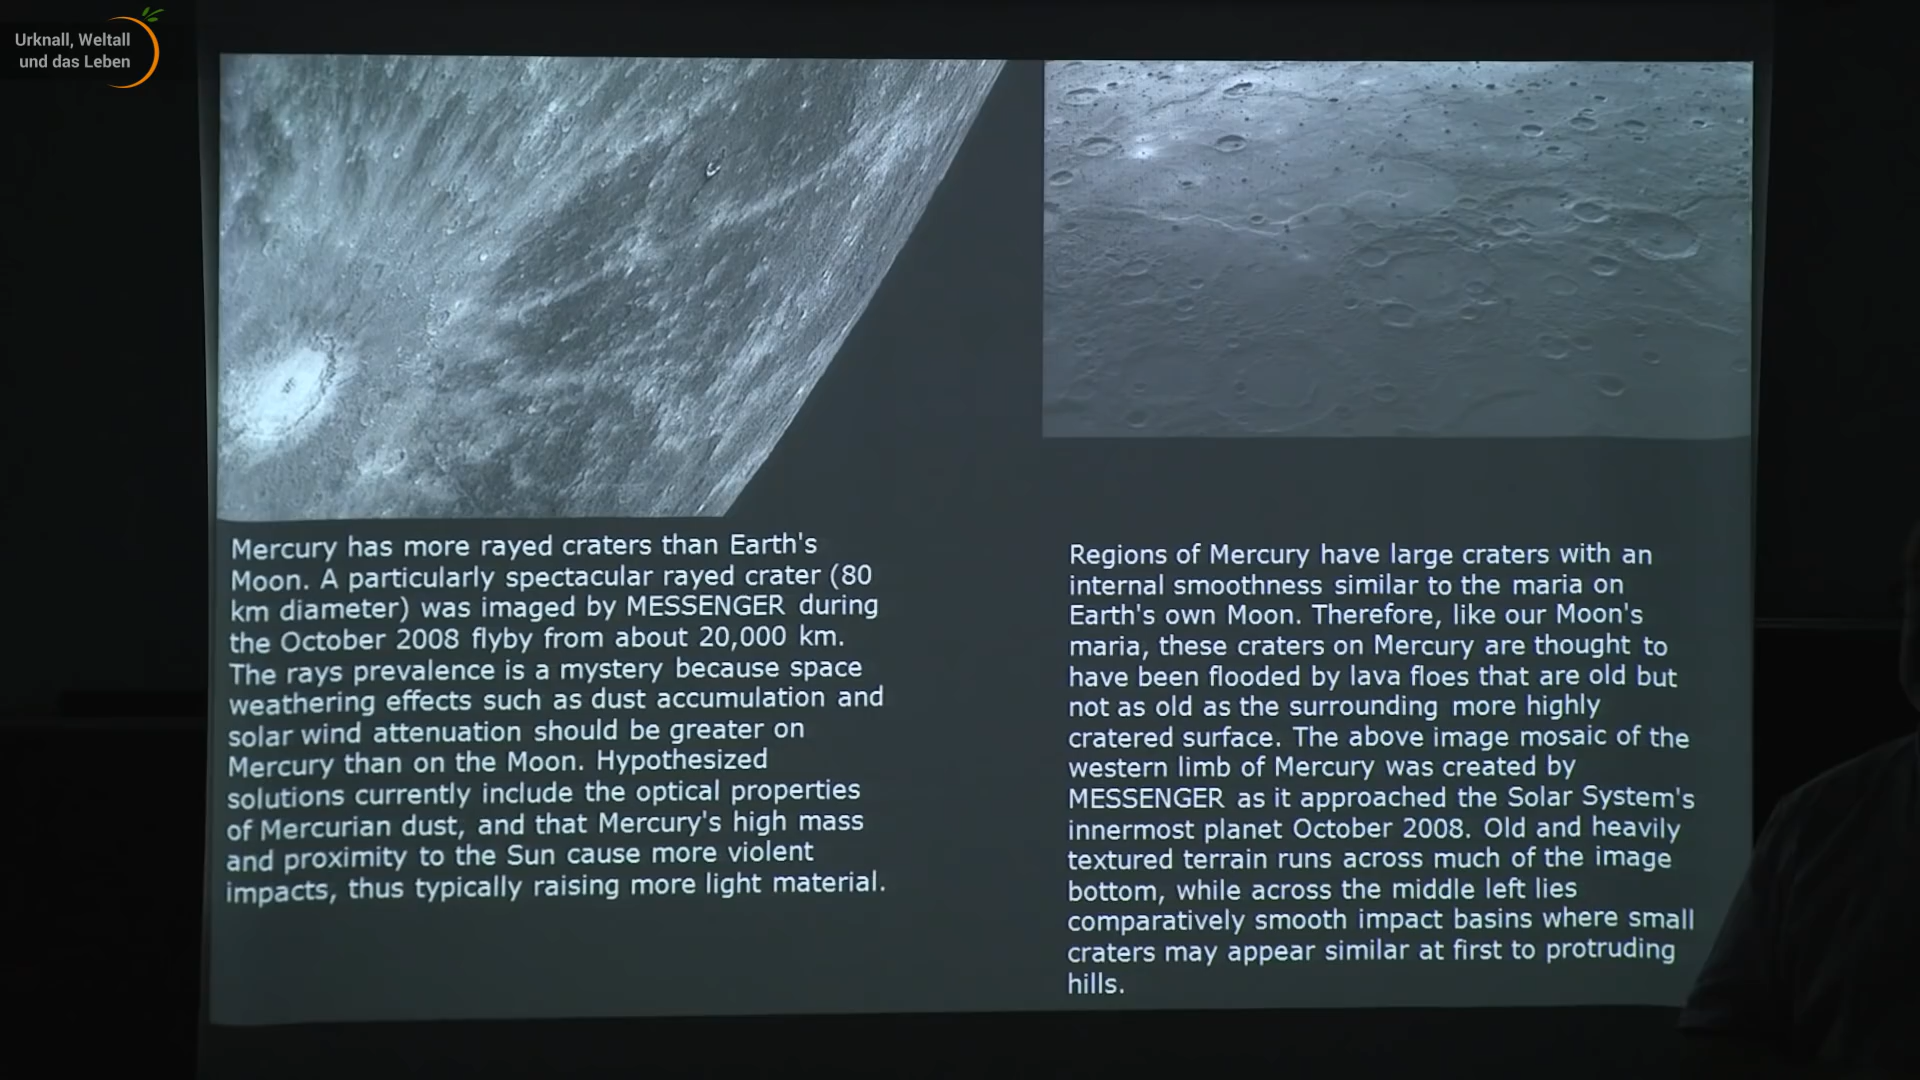 Urknall, Weltall
und das Leben
Mercury has more rayed craters than Earth's
Moon. A particularly spectacular rayed crater (80
km diameter) was imaged by MESSENGER during
the October 2008 flyby from about 20,000 km.
The rays prevalence is a mystery because space
weathering effects such as dust accumulation and
solar wind attenuation should be greater on
Mercury than on the Moon. Hypothesized
solutions currently include the optical properties
of Mercurian dust, and that Mercury's high mass
and proximity to the Sun cause more violent
impacts, thus typically raising more light material.
Regions of Mercury have large craters with an
internal smoothness similar to the maria on
Earth's own Moon. Therefore, like our Moon's
maria, these craters on Mercury are thought to
have been flooded by lava floes that are old but
not as old as the surrounding more highly
cratered surface. The above image mosaic of the
western limb of Mercury was created by
MESSENGER as it approached the Solar System's
innermost planet October 2008. Old and heavily
textured terrain runs across much of the image
bottom, while across the middle left lies
comparatively smooth impact basins where small
craters may appear similar at first to protruding
hills.